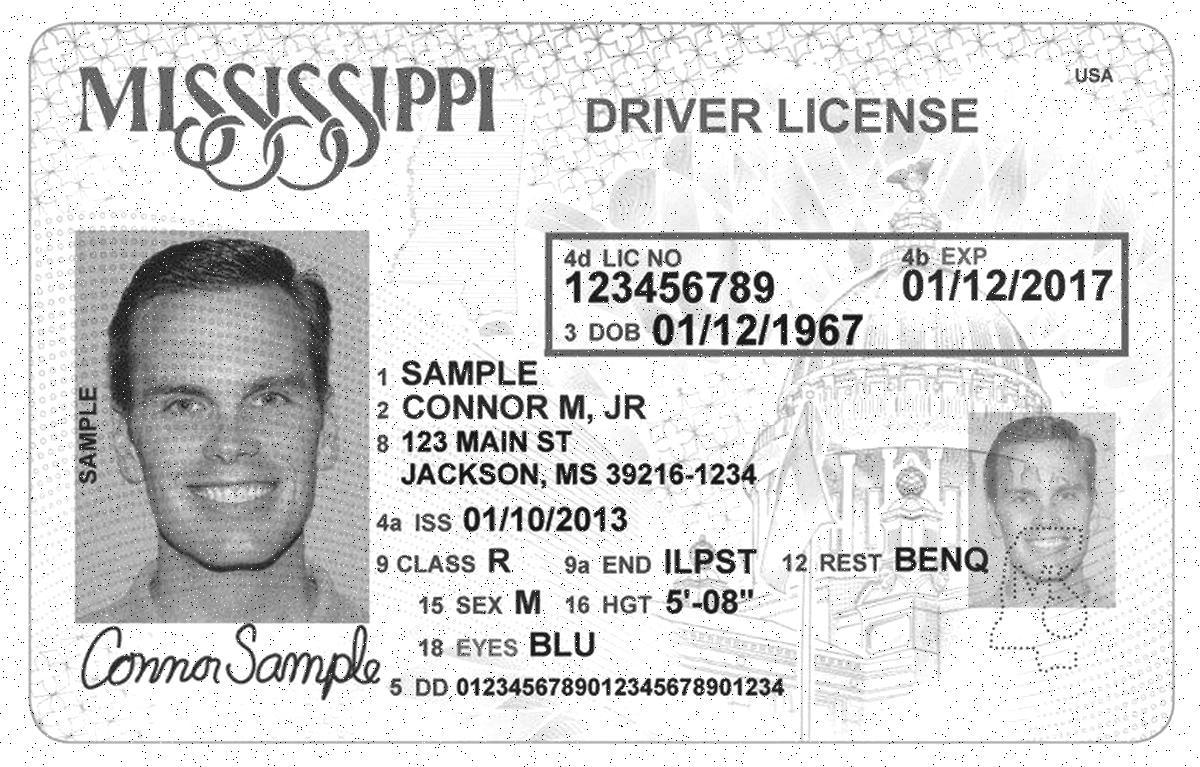 MISSISSIPPI
USA
DRIVER LICENSE
4d LIC NO
4b EXP
123456789
01/12/2017
3 DOB 01/12/1967
SAMPLE
1 SAMPLE
2 CONNOR M, JR
8 123 MAIN ST
JACKSON, MS 39216-1234
4a ISS 01/10/2013
9 CLASS R 9a END ILPST 12 REST BENQ
15 SEX M 16 HGT 5'-08"
18 EYES BLU
Connor Sample
5 DD 0123456789012345678901234